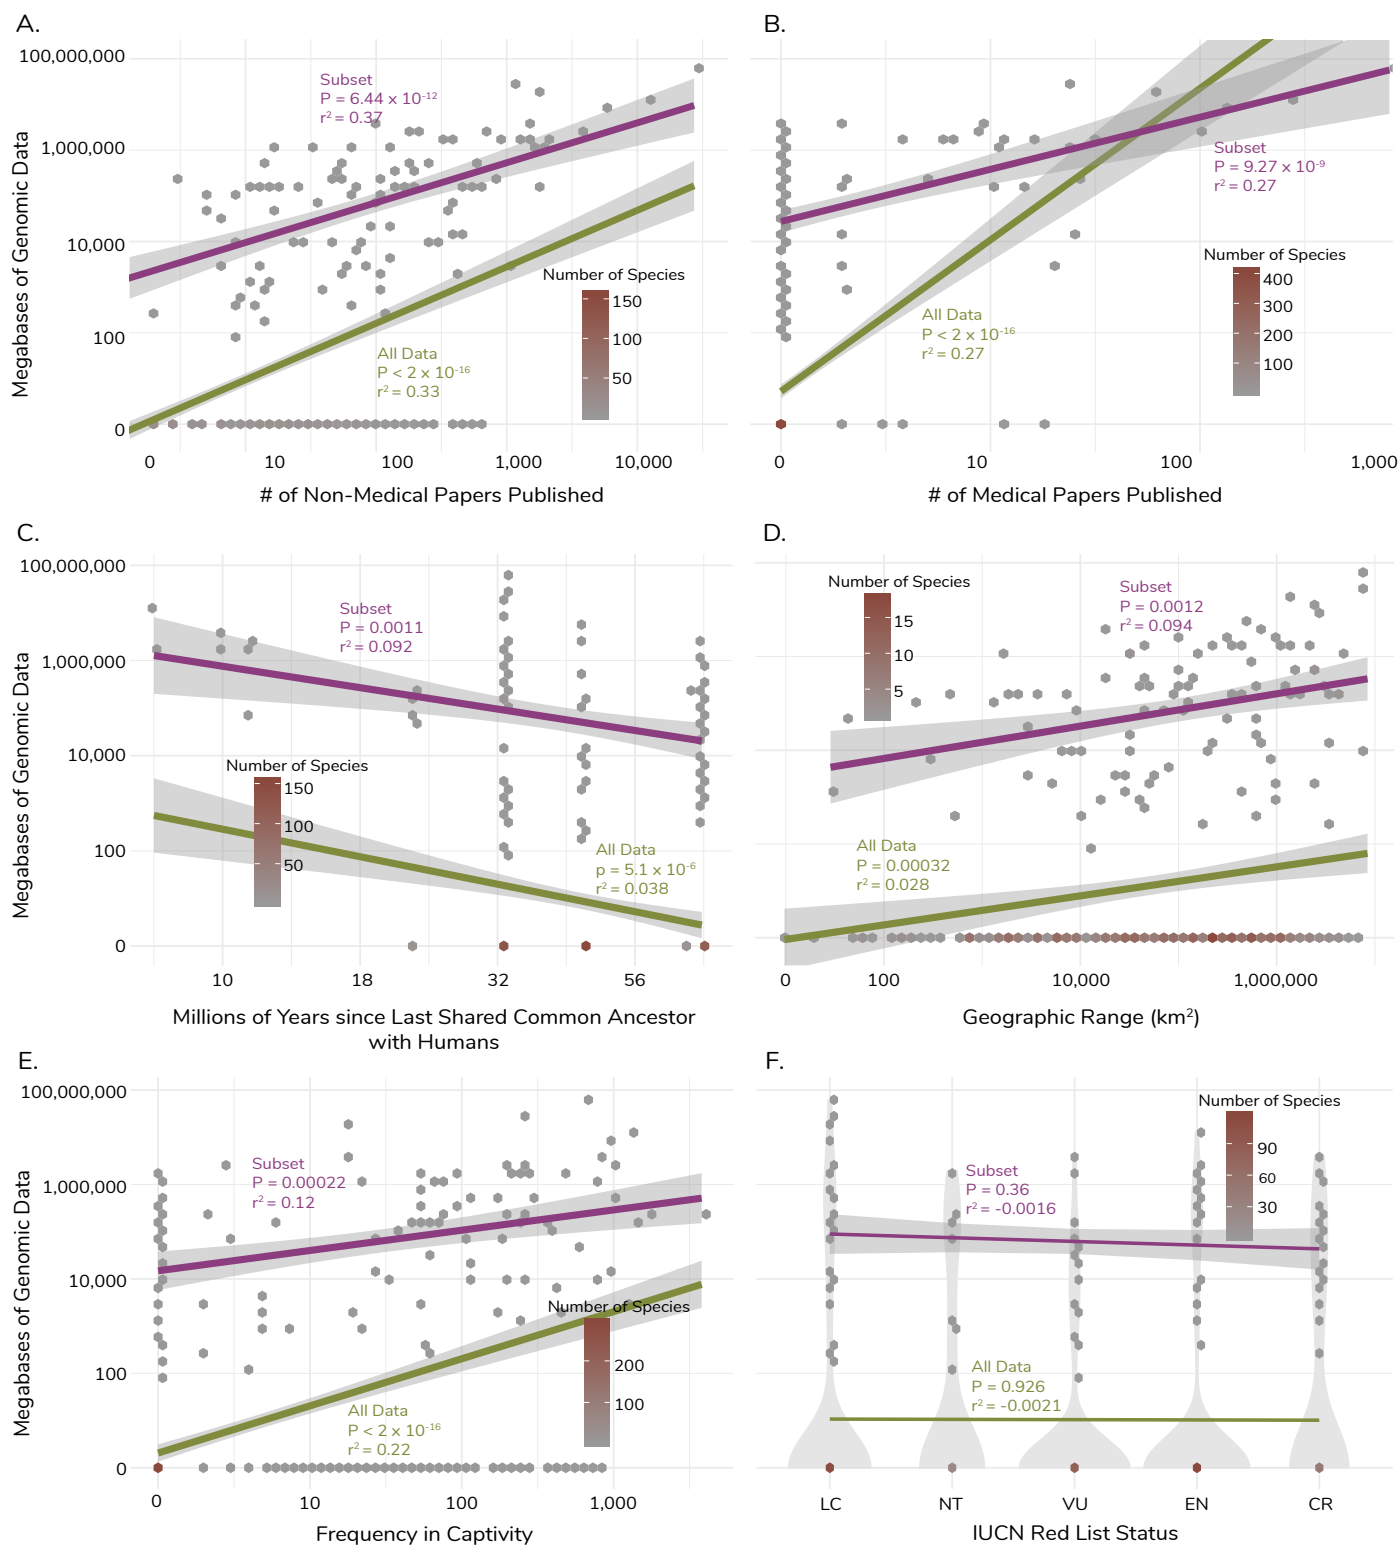 A.
Megabases of Genomic Data
100,000,000
1,000,000
10,000
100
0
Subset
P = 6.44 x 10⁻¹²
r² = 0.37
All Data
P < 2 x 10⁻¹⁶
r² = 0.33
Number of Species
150
100
50
0
10
100
1,000
10,000
# of Non-Medical Papers Published
B.
Subset
P = 9.27 x 10⁻⁹
r² = 0.27
All Data
P < 2 x 10⁻¹⁶
r² = 0.27
Number of Species
400
300
200
100
0
10
100
1,000
# of Medical Papers Published
C.
Megabases of Genomic Data
100,000,000
1,000,000
10,000
100
0
Subset
P = 0.0011
r² = 0.092
Number of Species
150
100
50
All Data
p = 5.1 x 10⁻⁶
r² = 0.038
10
18
32
56
Millions of Years since Last Shared Common Ancestor
with Humans
D.
Number of Species
15
10
5
Subset
P = 0.0012
r² = 0.094
All Data
P = 0.00032
r² = 0.028
0
100
10,000
1,000,000
Geographic Range (km²)
E.
Megabases of Genomic Data
100,000,000
1,000,000
10,000
100
0
Subset
P = 0.00022
r² = 0.12
Number of Species
200
100
All Data
P < 2 x 10⁻¹⁶
r² = 0.22
0
10
100
1,000
Frequency in Captivity
F.
Number of Species
90
60
30
Subset
P = 0.36
r² = -0.0016
All Data
P = 0.926
r² = -0.0021
LC
NT
VU
EN
CR
IUCN Red List Status